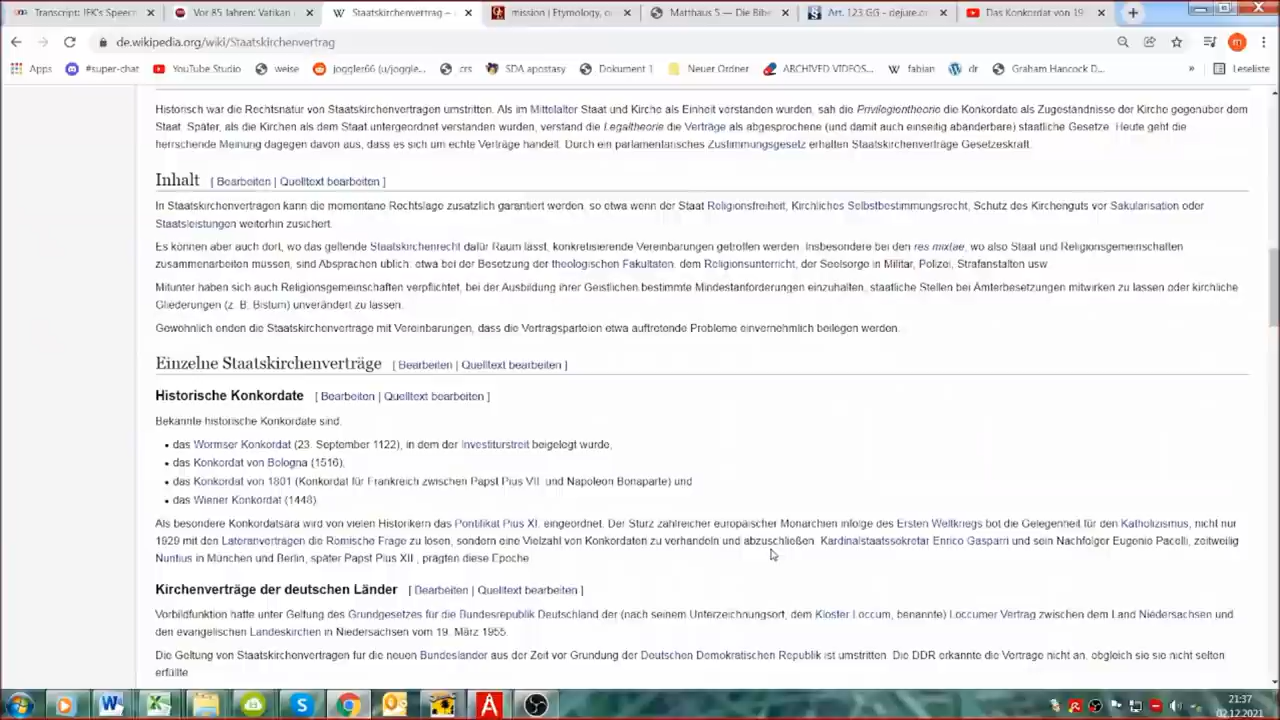 Transcript: JFK's Speech
Vor 85 Jahren: Vatikan
Staatskirchenvertrag –
mission | Etymology, o
Matthäus 5 — Die Bibe
Art. 123 GG - dejure.o
Das Konkordat von 19
de.wikipedia.org/wiki/Staatskirchenvertrag
Apps
#super-chat
YouTube Studio
weise
joggler66 (u/joggle...
crs
SDA apostasy
Dokument 1
Neuer Ordner
ARCHIVED VIDEOS...
fabian
dr
Graham Hancock D...
»
Leseliste
Historisch war die Rechtsnatur von Staatskirchenverträgen umstritten. Als im Mittelalter Staat und Kirche als Einheit verstanden wurden, sah die Privilegientheorie die Konkordate als Zugeständnisse der Kirche gegenüber dem
Staat. Später, als die Kirchen als dem Staat untergeordnet verstanden wurden, verstand die Legaltheorie die Verträge als abgesprochene (und damit auch einseitig abänderbare) staatliche Gesetze. Heute geht die
herrschende Meinung dagegen davon aus, dass es sich um echte Verträge handelt. Durch ein parlamentarisches Zustimmungsgesetz erhalten Staatskirchenverträge Gesetzeskraft.
Inhalt [ Bearbeiten | Quelltext bearbeiten ]
In Staatskirchenverträgen kann die momentane Rechtslage zusätzlich garantiert werden, so etwa wenn der Staat Religionsfreiheit, Kirchliches Selbstbestimmungsrecht, Schutz des Kirchenguts vor Säkularisation oder
Staatsleistungen weiterhin zusichert.
Es können aber auch dort, wo das geltende Staatskirchenrecht dafür Raum lässt, konkretisierende Vereinbarungen getroffen werden. Insbesondere bei den res mixtae, wo also Staat und Religionsgemeinschaften
zusammenarbeiten müssen, sind Absprachen üblich: etwa bei der Besetzung der theologischen Fakultäten, dem Religionsunterricht, der Seelsorge in Militär, Polizei, Strafanstalten usw.
Mitunter haben sich auch Religionsgemeinschaften verpflichtet, bei der Ausbildung ihrer Geistlichen bestimmte Mindestanforderungen einzuhalten, staatliche Stellen bei Ämterbesetzungen mitwirken zu lassen oder kirchliche
Gliederungen (z. B. Bistum) unverändert zu lassen.
Gewöhnlich enden die Staatskirchenverträge mit Vereinbarungen, dass die Vertragsparteien etwa auftretende Probleme einvernehmlich beilegen werden.
Einzelne Staatskirchenverträge [ Bearbeiten | Quelltext bearbeiten ]
Historische Konkordate [ Bearbeiten | Quelltext bearbeiten ]
Bekannte historische Konkordate sind:
• das Wormser Konkordat (23. September 1122), in dem der Investiturstreit beigelegt wurde,
• das Konkordat von Bologna (1516),
• das Konkordat von 1801 (Konkordat für Frankreich zwischen Papst Pius VII. und Napoleon Bonaparte) und
• das Wiener Konkordat (1448).
Als besondere Konkordatsära wird von vielen Historikern das Pontifikat Pius XI. eingeordnet. Der Sturz zahlreicher europäischer Monarchien infolge des Ersten Weltkriegs bot die Gelegenheit für den Katholizismus, nicht nur
1929 mit den Lateranverträgen die Römische Frage zu lösen, sondern eine Vielzahl von Konkordaten zu verhandeln und abzuschließen. Kardinalstaatssekretär Enrico Gasparri und sein Nachfolger Eugenio Pacelli, zeitweilig
Nuntius in München und Berlin, später Papst Pius XII., prägten diese Epoche.
Kirchenverträge der deutschen Länder [ Bearbeiten | Quelltext bearbeiten ]
Vorbildfunktion hatte unter Geltung des Grundgesetzes für die Bundesrepublik Deutschland der (nach seinem Unterzeichnungsort, dem Kloster Loccum, benannte) Loccumer Vertrag zwischen dem Land Niedersachsen und
den evangelischen Landeskirchen in Niedersachsen vom 19. März 1955.
Die Geltung von Staatskirchenverträgen für die neuen Bundesländer aus der Zeit vor Gründung der Deutschen Demokratischen Republik ist umstritten. Die DDR erkannte die Verträge nicht an, obgleich sie sie nicht selten
erfüllte.
21:37
02.12.2021